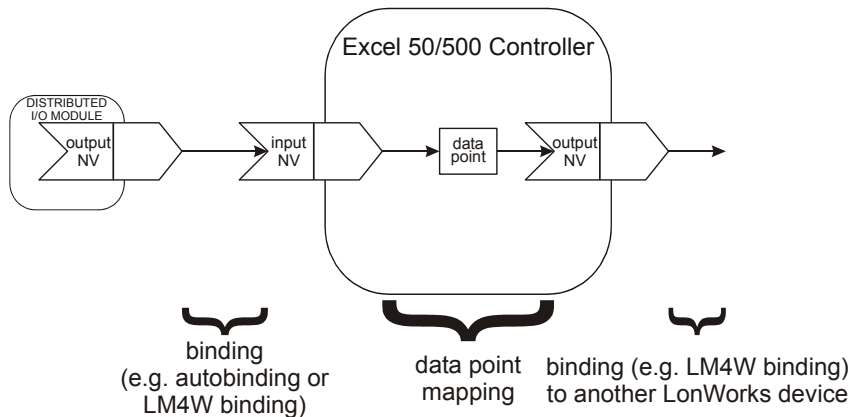 Excel 50/500 Controller
DISTRIBUTED
I/O MODULE
output
NV
input
NV
data
point
output
NV
binding
(e.g. autobinding or
LM4W binding)
data point
mapping
binding (e.g. LM4W binding)
to another LonWorks device